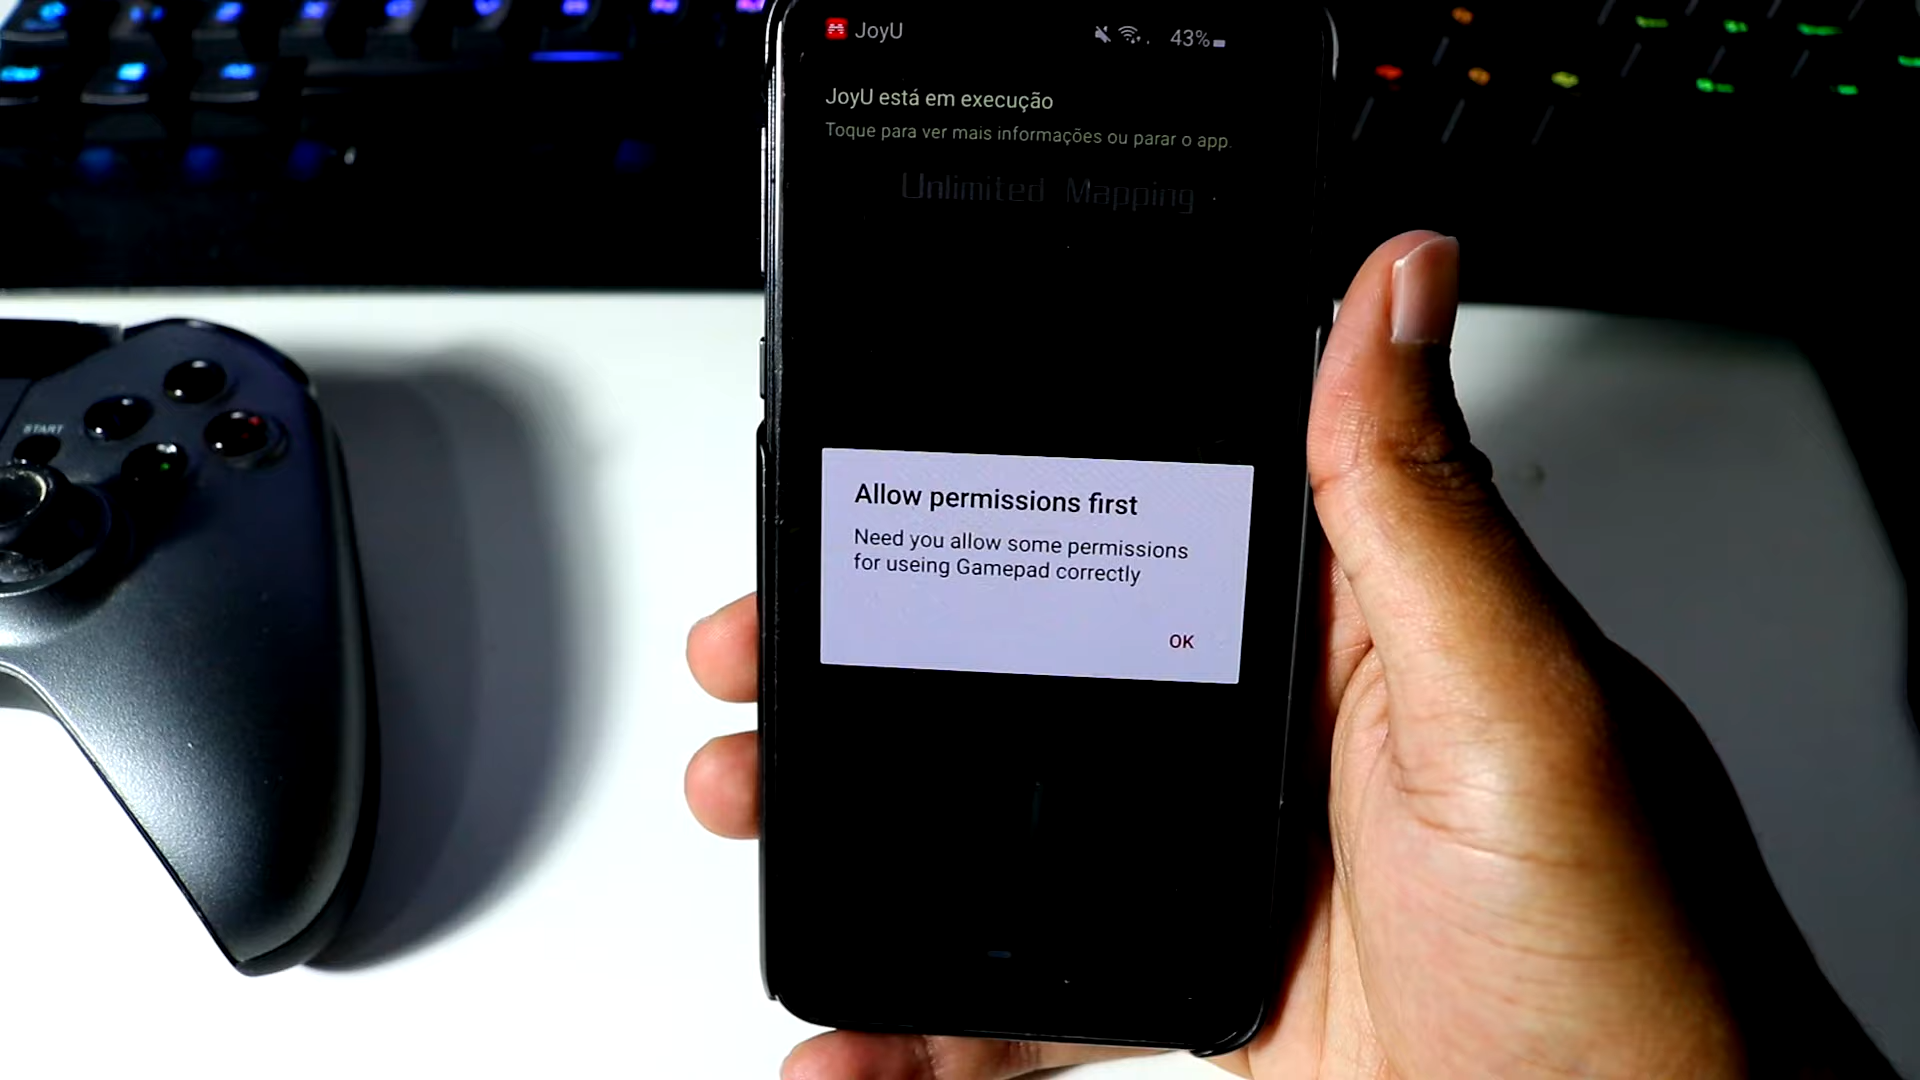 JoyU
43%
JoyU está em execução
Toque para ver mais informações ou parar o app.
Unlimited Mapping
START
Allow permissions first
Need you allow some permissions
for useing Gamepad correctly
OK